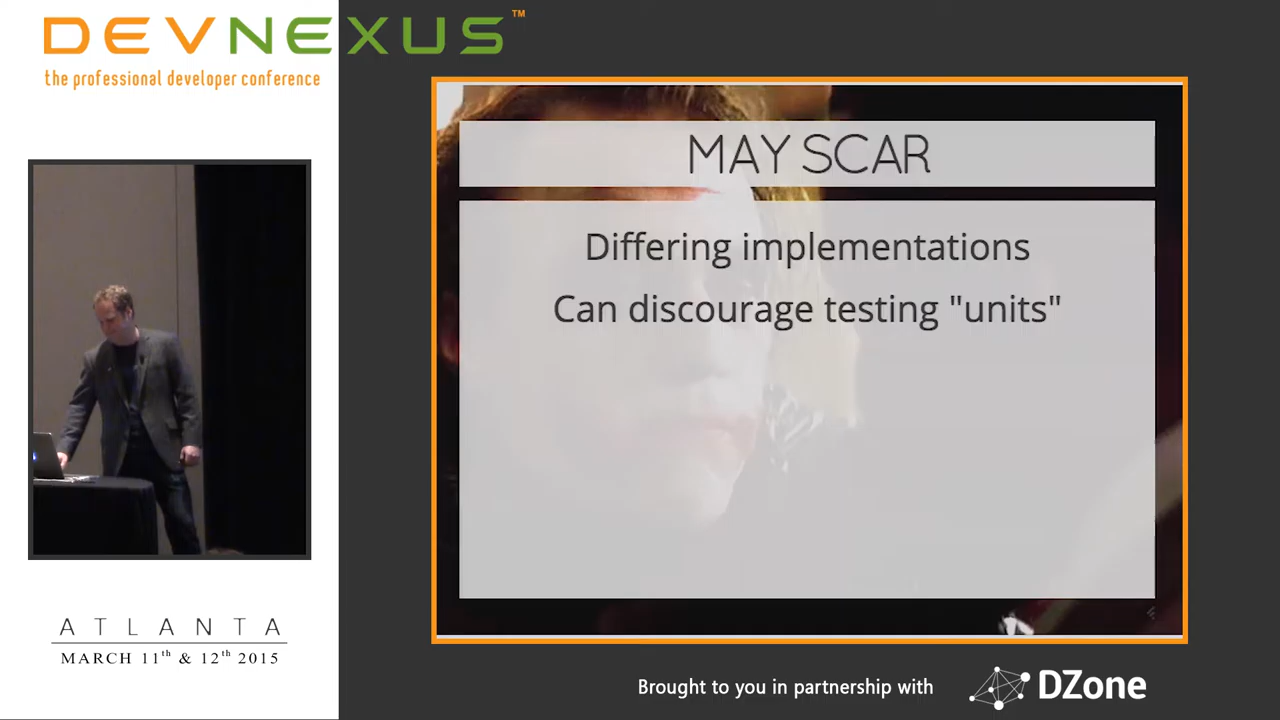 DEVNEXUS™
the professional developer conference
MAY SCAR
Differing implementations
Can discourage testing "units"
ATLANTA
MARCH 11th & 12th 2015
Brought to you in partnership with
DZone